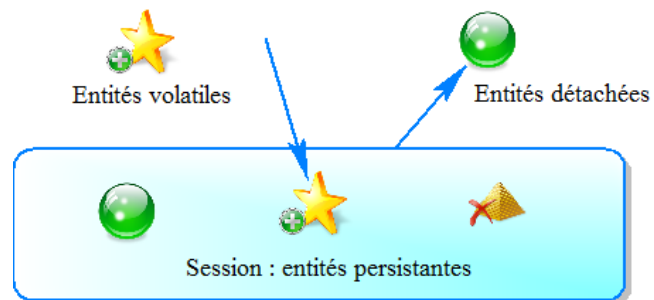 Entités volatiles
Entités détachées
Session : entités persistantes